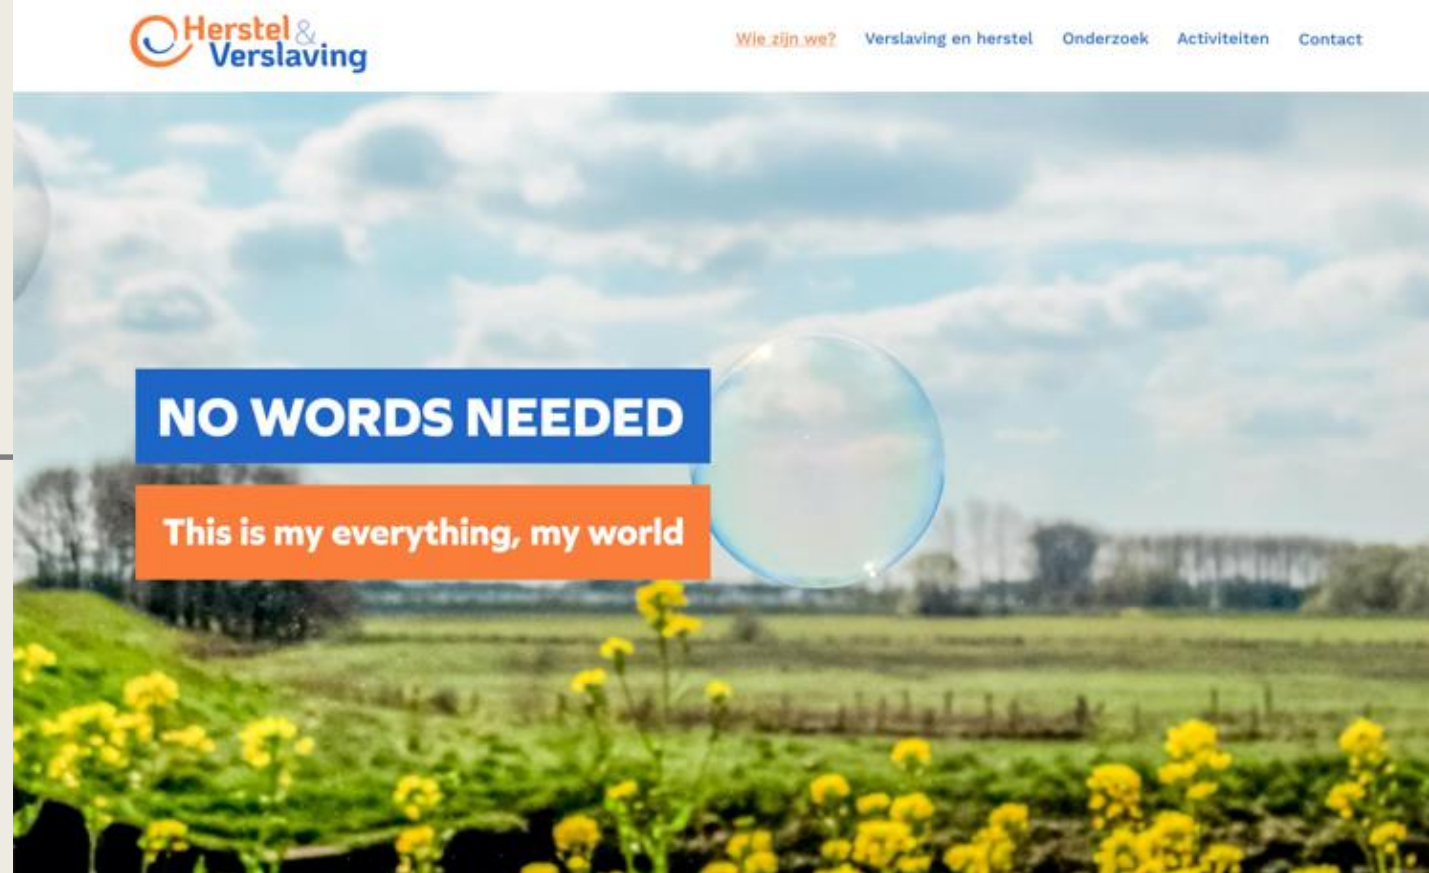 Herstel &
Verslaving
Wie zijn we? Verslaving en herstel Onderzoek Activiteiten Contact
NO WORDS NEEDED
This is my everything, my world